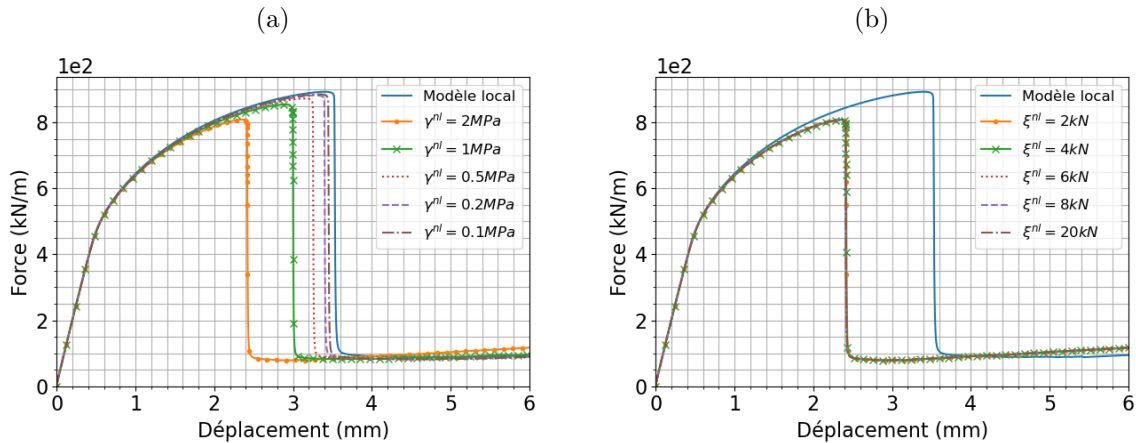 (a)
1e2
Force (kN/m)
8
6
4
2
0
0 1 2 3 4 5 6
Déplacement (mm)
Modèle local
γ^{nl} = 2MPa
γ^{nl} = 1MPa
γ^{nl} = 0.5MPa
γ^{nl} = 0.2MPa
γ^{nl} = 0.1MPa
(b)
1e2
Force (kN/m)
8
6
4
2
0
0 1 2 3 4 5 6
Déplacement (mm)
Modèle local
ξ^{nl} = 2kN
ξ^{nl} = 4kN
ξ^{nl} = 6kN
ξ^{nl} = 8kN
ξ^{nl} = 20kN